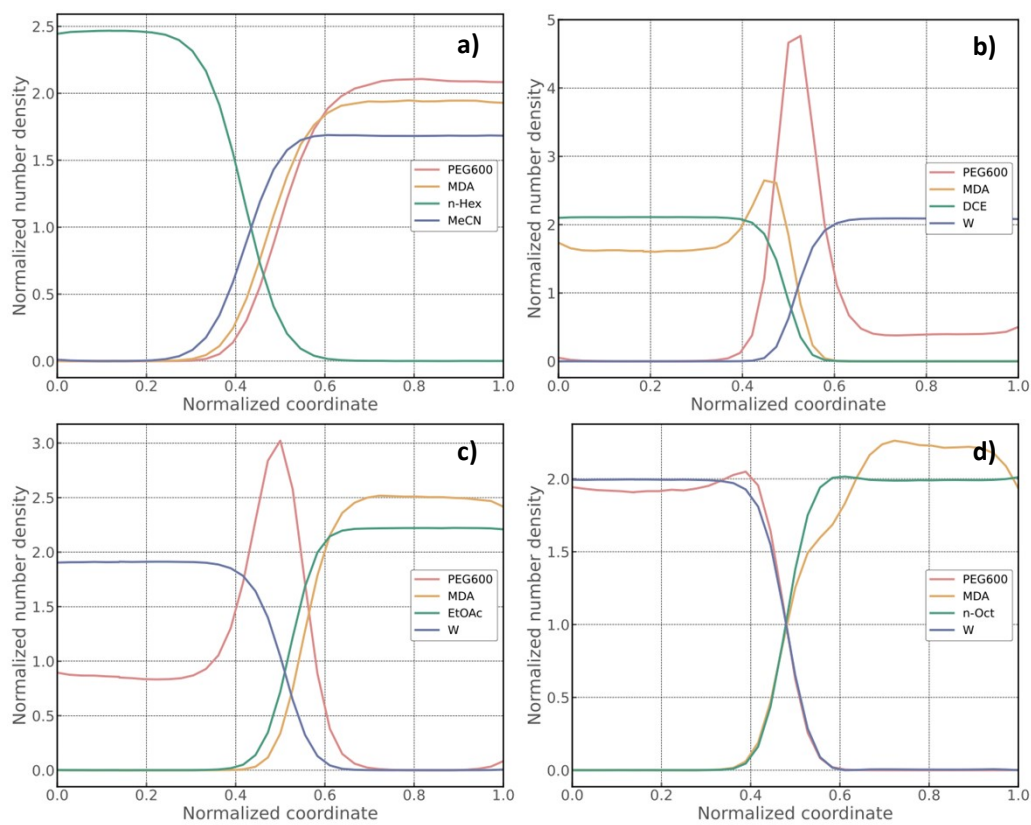 a)
2.5
2.0
1.5
1.0
0.5
0.0
Normalized number density
PEG600
MDA
n-Hex
MeCN
0.0 0.2 0.4 0.6 0.8 1.0
Normalized coordinate
b)
5
4
3
2
1
0
Normalized number density
PEG600
MDA
DCE
W
0.0 0.2 0.4 0.6 0.8 1.0
Normalized coordinate
c)
3.0
2.5
2.0
1.5
1.0
0.5
0.0
Normalized number density
PEG600
MDA
EtOAc
W
0.0 0.2 0.4 0.6 0.8 1.0
Normalized coordinate
d)
2.0
1.5
1.0
0.5
0.0
Normalized number density
PEG600
MDA
n-Oct
W
0.0 0.2 0.4 0.6 0.8 1.0
Normalized coordinate